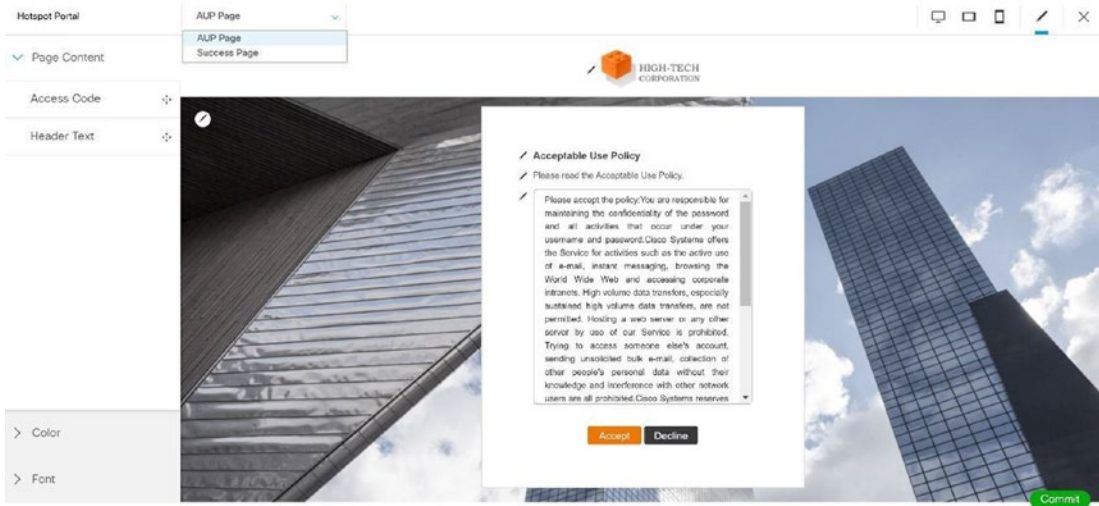 Hotspot Portal
AUP Page
AUP Page
Success Page
Page Content
Access Code
Header Text
HIGH-TECH
CORPORATION
Acceptable Use Policy
Please read the Acceptable Use Policy.
Please accept the policy:You are responsible for
maintaining the confidentiality of the password
and all activities that occur under your
username and password.Cisco Systems offers
the Service for activities such as the active use
of e-mail, instant messaging, browsing the
World Wide Web and accessing corporate
intranets. High volume data transfers, especially
sustained high volume data transfers, are not
permitted. Hosting a web server or any other
server by use of our Service is prohibited.
Trying to access someone else's account,
sending unsolicited bulk e-mail, collection of
other people's personal data without their
knowledge and interference with other network
users are all prohibited.Cisco Systems reserves
Accept Decline
Color
Font
Commit